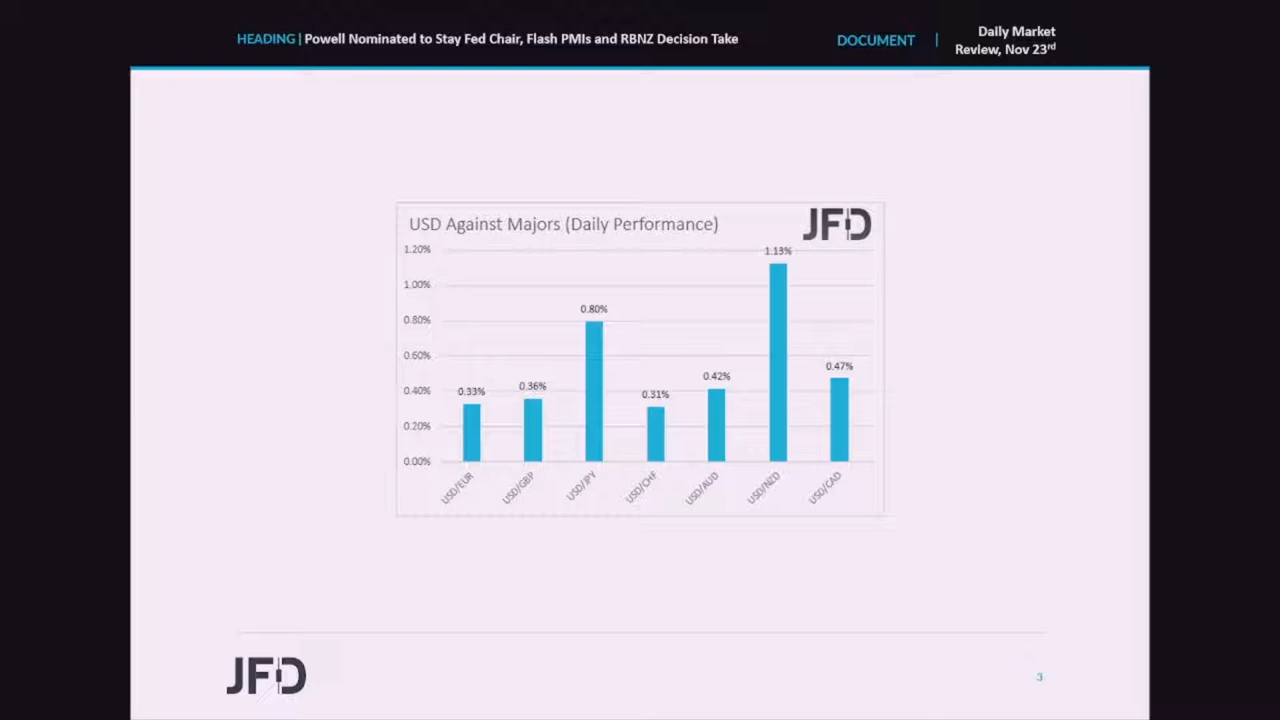 HEADING | Powell Nominated to Stay Fed Chair, Flash PMIs and RBNZ Decision Take
DOCUMENT |
Daily Market
Review, Nov 23rd
USD Against Majors (Daily Performance)
JFD
1.20%
1.00%
0.80%
0.60%
0.40%
0.20%
0.00%
0.33%
0.36%
0.80%
0.31%
0.42%
1.13%
0.47%
USD/EUR
USD/GBP
USD/JPY
USD/CHF
USD/AUD
USD/NZD
USD/CAD
JFD
3